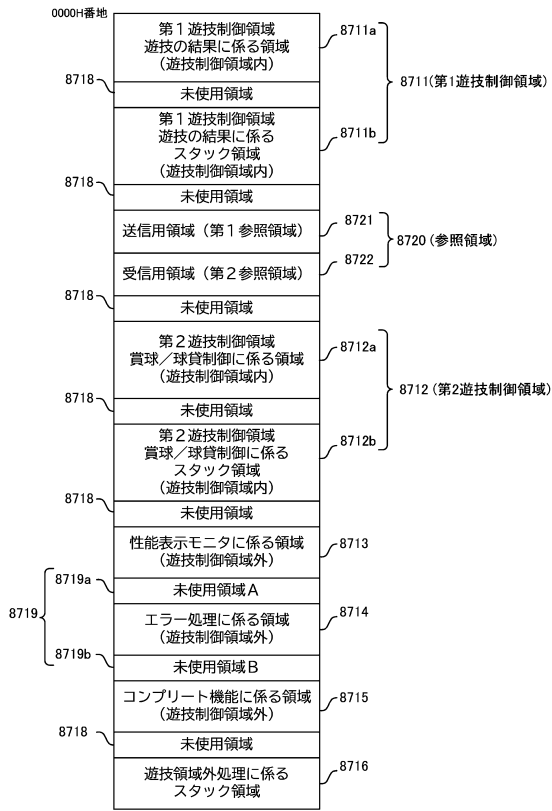 0000H番地
第1遊技制御領域
遊技の結果に係る領域
(遊技制御領域内)
8711a
8711(第1遊技制御領域)
8718
未使用領域
第1遊技制御領域
遊技の結果に係る
スタック領域
(遊技制御領域内)
8711b
8718
未使用領域
送信用領域(第1参照領域)
8721
8720(参照領域)
受信用領域(第2参照領域)
8722
8718
未使用領域
第2遊技制御領域
賞球/球貸制御に係る領域
(遊技制御領域内)
8712a
8712(第2遊技制御領域)
8718
未使用領域
第2遊技制御領域
賞球/球貸制御に係る
スタック領域
(遊技制御領域内)
8712b
8718
未使用領域
性能表示モニタに係る領域
(遊技制御領域外)
8713
8719
8719a
未使用領域A
エラー処理に係る領域
(遊技制御領域外)
8714
8719b
未使用領域B
コンプリート機能に係る領域
(遊技制御領域外)
8715
8718
未使用領域
遊技領域外処理に係る
スタック領域
8716